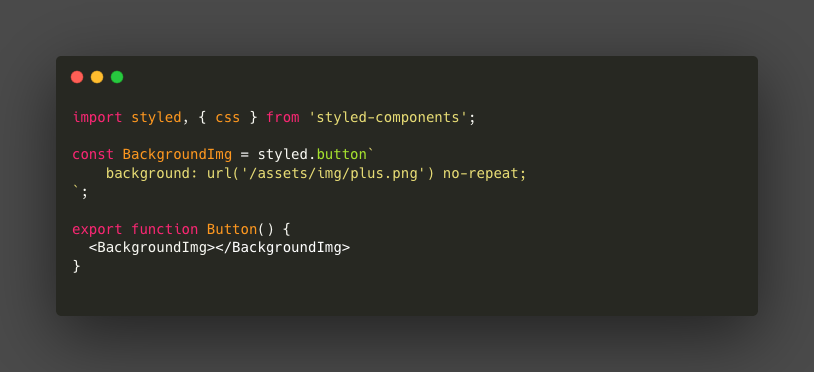 import styled, { css } from 'styled-components';
const BackgroundImg = styled.button`
    background: url('/assets/img/plus.png') no-repeat;
`;
export function Button() {
  <BackgroundImg></BackgroundImg>
}